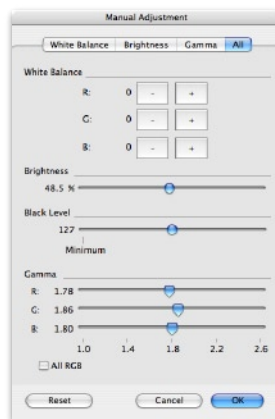 Manual Adjustment
White Balance Brightness Gamma All
White Balance
R: 0 - +
G: 0 - +
B: 0 - +
Brightness
48.5 %
Black Level
127
Minimum
Gamma
R: 1.78
G: 1.86
B: 1.80
1.0 1.4 1.8 2.2 2.6
All RGB
Reset Cancel OK